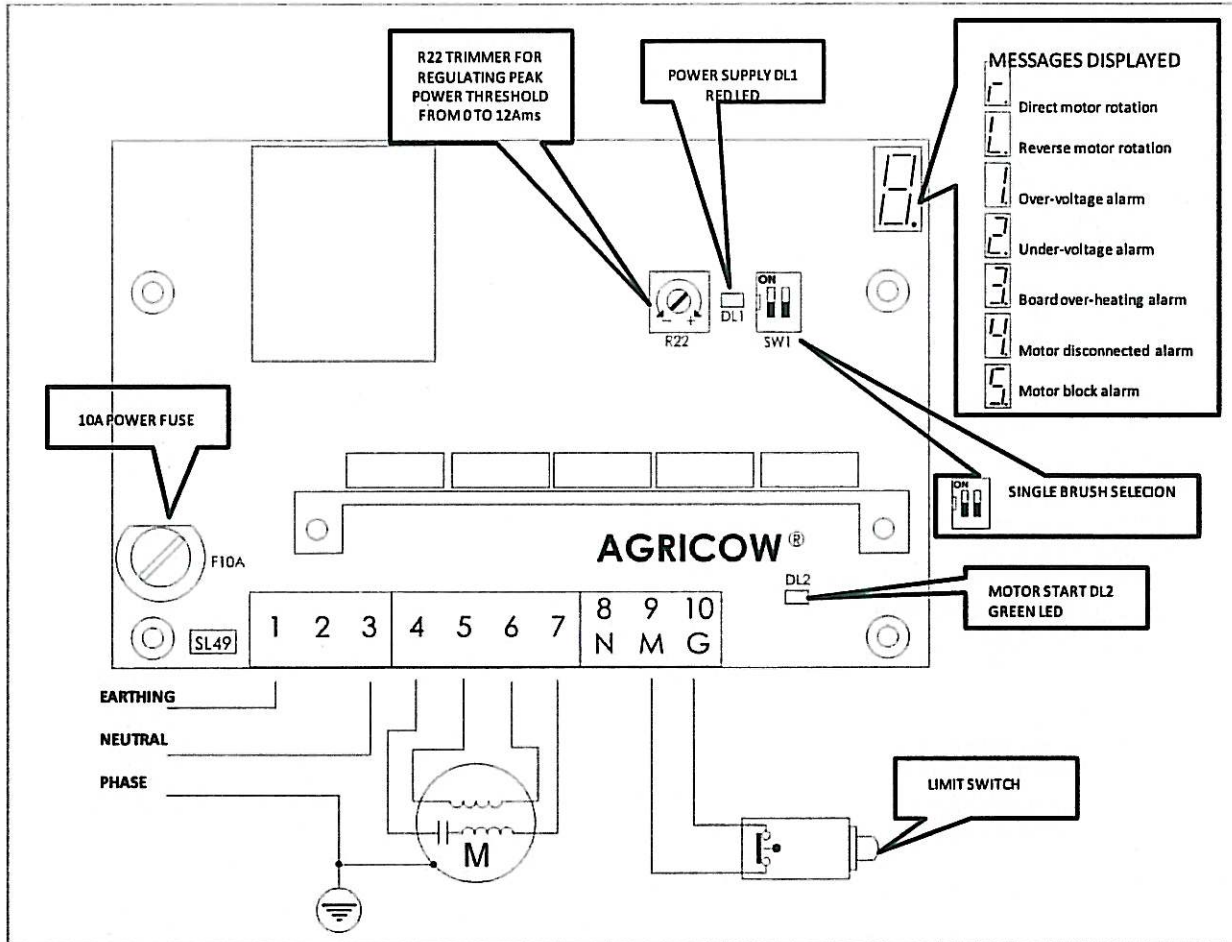 R22 TRIMMER FOR
REGULATING PEAK
POWER THRESHOLD
FROM 0 TO 12Ams
POWER SUPPLY DL1
RED LED
MESSAGES DISPLAYED
r. Direct motor rotation
L. Reverse motor rotation
1. Over-voltage alarm
2. Under-voltage alarm
3. Board over-heating alarm
4. Motor disconnected alarm
5. Motor block alarm
8.
ON
R22
DL1
SW1
- +
10A POWER FUSE
ON
SINGLE BRUSH SELECION
F10A
AGRICOW®
DL2
MOTOR START DL2
GREEN LED
SL49
1 2 3 4 5 6 7 8 9 10
N M G
EARTHING
NEUTRAL
PHASE
M
LIMIT SWITCH